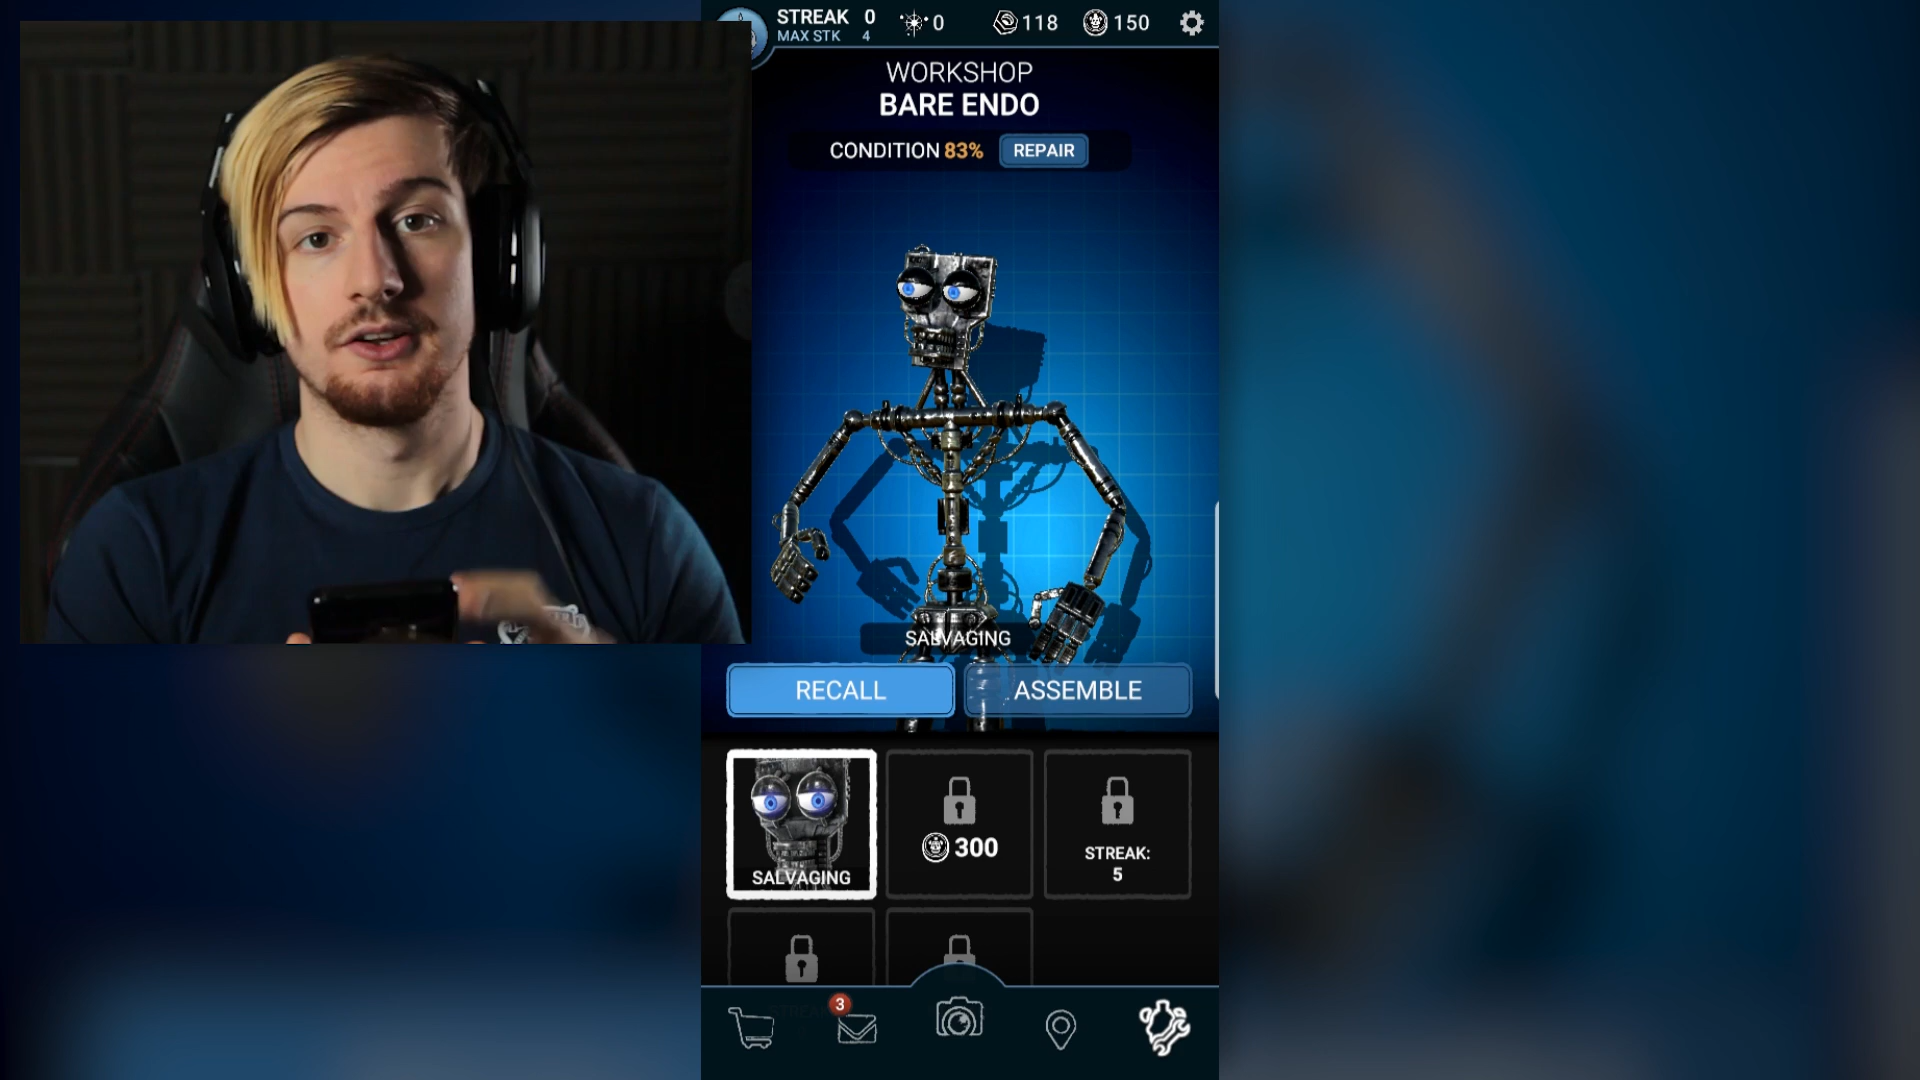 STREAK 0
MAX STK 4
0
118
150
WORKSHOP
BARE ENDO
CONDITION 83%
REPAIR
SALVAGING
RECALL
ASSEMBLE
SALVAGING
300
STREAK:
5
3